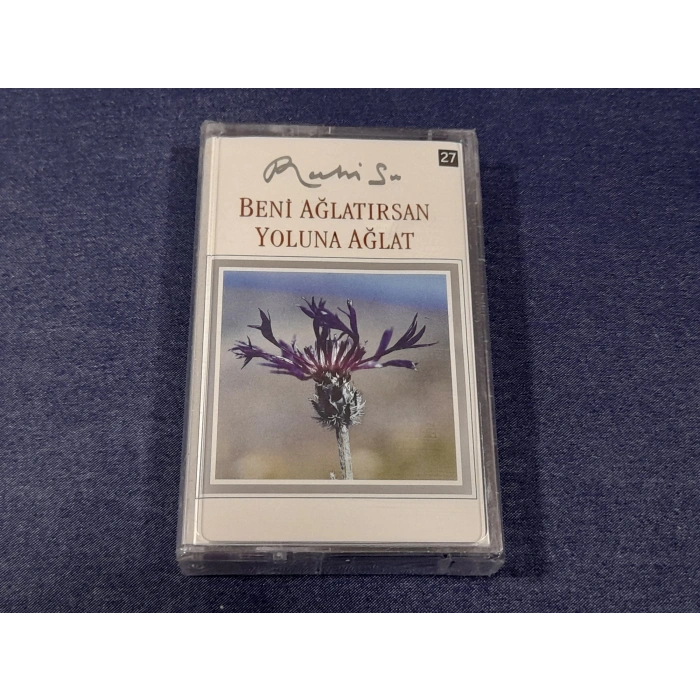 27
Ruhi Su
BENİ AĞLATIRSAN
YOLUNA AĞLAT